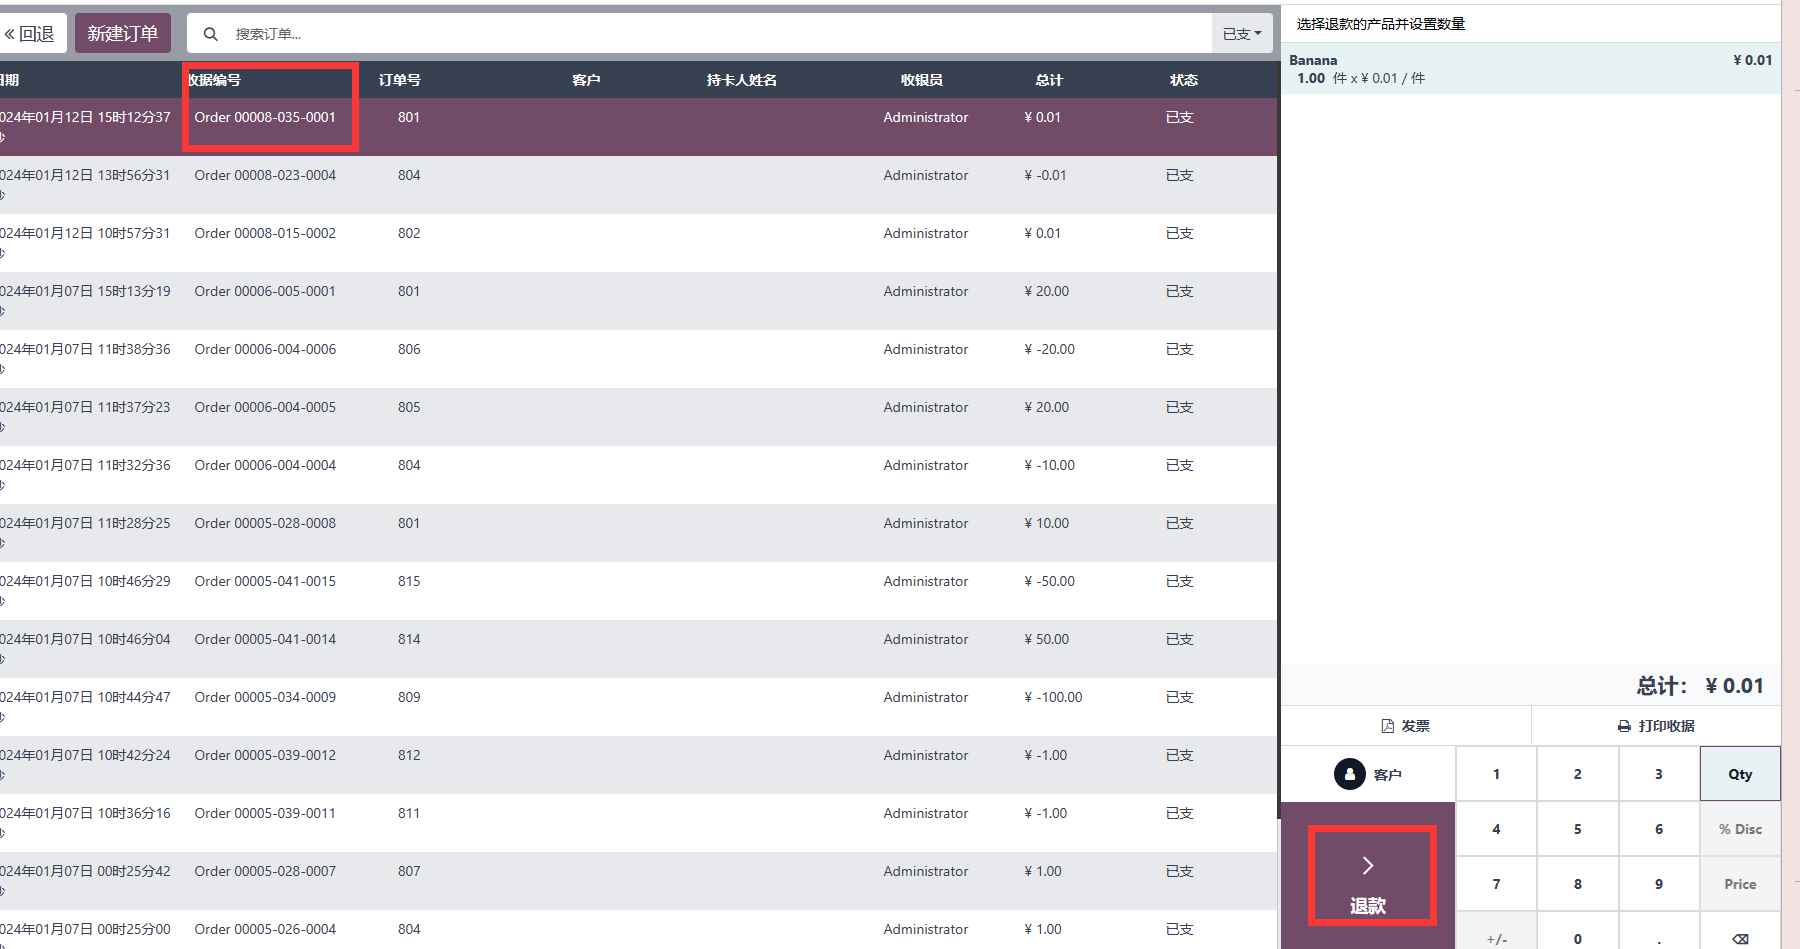 « 回退 新建订单 搜索订单... 已支
选择退款的产品并设置数量
日期 收据编号 订单号 客户 持卡人姓名 收银员 总计 状态
Banana ¥ 0.01
1.00 件 x ¥ 0.01 / 件
024年01月12日 15时12分37 Order 00008-035-0001 801 Administrator ¥ 0.01 已支
024年01月12日 13时56分31 Order 00008-023-0004 804 Administrator ¥ -0.01 已支
024年01月12日 10时57分31 Order 00008-015-0002 802 Administrator ¥ 0.01 已支
024年01月07日 15时13分19 Order 00006-005-0001 801 Administrator ¥ 20.00 已支
024年01月07日 11时38分36 Order 00006-004-0006 806 Administrator ¥ -20.00 已支
024年01月07日 11时37分23 Order 00006-004-0005 805 Administrator ¥ 20.00 已支
024年01月07日 11时32分36 Order 00006-004-0004 804 Administrator ¥ -10.00 已支
024年01月07日 11时28分25 Order 00005-028-0008 801 Administrator ¥ 10.00 已支
024年01月07日 10时46分29 Order 00005-041-0015 815 Administrator ¥ -50.00 已支
024年01月07日 10时46分04 Order 00005-041-0014 814 Administrator ¥ 50.00 已支
024年01月07日 10时44分47 Order 00005-034-0009 809 Administrator ¥ -100.00 已支
024年01月07日 10时42分24 Order 00005-039-0012 812 Administrator ¥ -1.00 已支
024年01月07日 10时36分16 Order 00005-039-0011 811 Administrator ¥ -1.00 已支
024年01月07日 00时25分42 Order 00005-028-0007 807 Administrator ¥ 1.00 已支
024年01月07日 00时25分00 Order 00005-026-0004 804 Administrator ¥ 1.00 已支
总计： ¥ 0.01
发票 打印收据
客户 1 2 3 Qty
4 5 6 % Disc
7 8 9 Price
退款
+/- 0 .